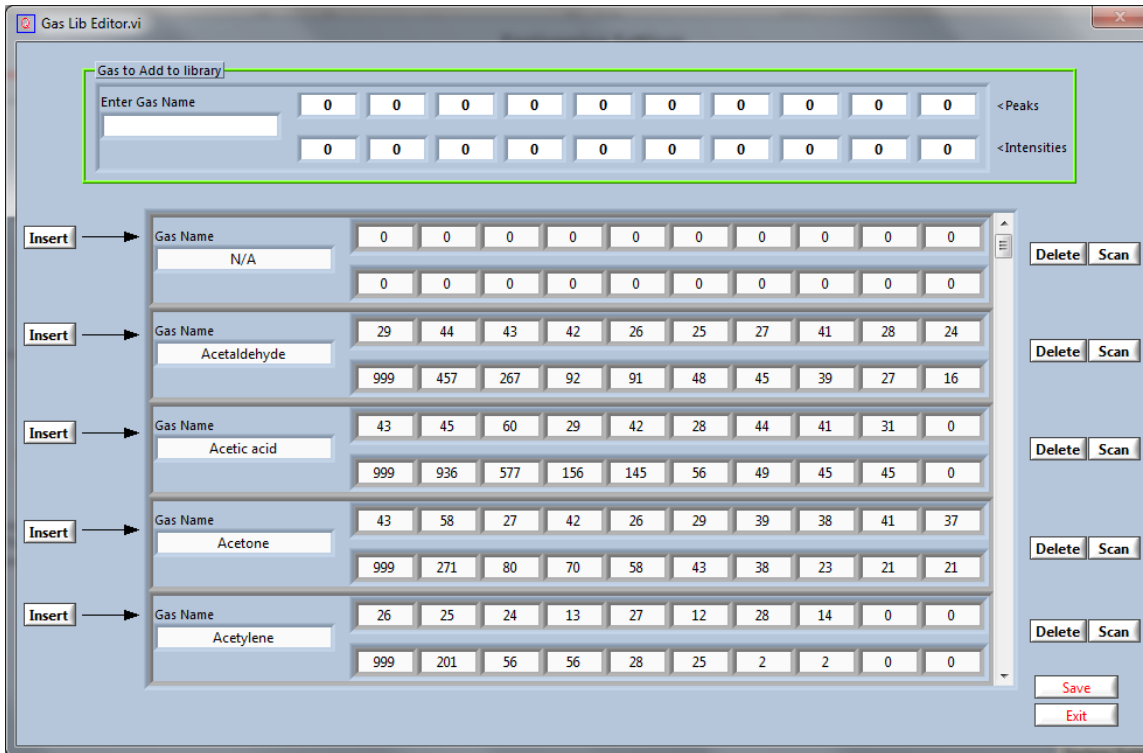 Gas Lib Editor.vi
Gas to Add to library
Enter Gas Name
0 0 0 0 0 0 0 0 0 0 <Peaks
0 0 0 0 0 0 0 0 0 0 <Intensities
Insert Gas Name 0 0 0 0 0 0 0 0 0 0
N/A Delete Scan
0 0 0 0 0 0 0 0 0 0
Insert Gas Name 29 44 43 42 26 25 27 41 28 24
Acetaldehyde Delete Scan
999 457 267 92 91 48 45 39 27 16
Insert Gas Name 43 45 60 29 42 28 44 41 31 0
Acetic acid Delete Scan
999 936 577 156 145 56 49 45 45 0
Insert Gas Name 43 58 27 42 26 29 39 38 41 37
Acetone Delete Scan
999 271 80 70 58 43 38 23 21 21
Insert Gas Name 26 25 24 13 27 12 28 14 0 0
Acetylene Delete Scan
999 201 56 56 28 25 2 2 0 0
Save
Exit